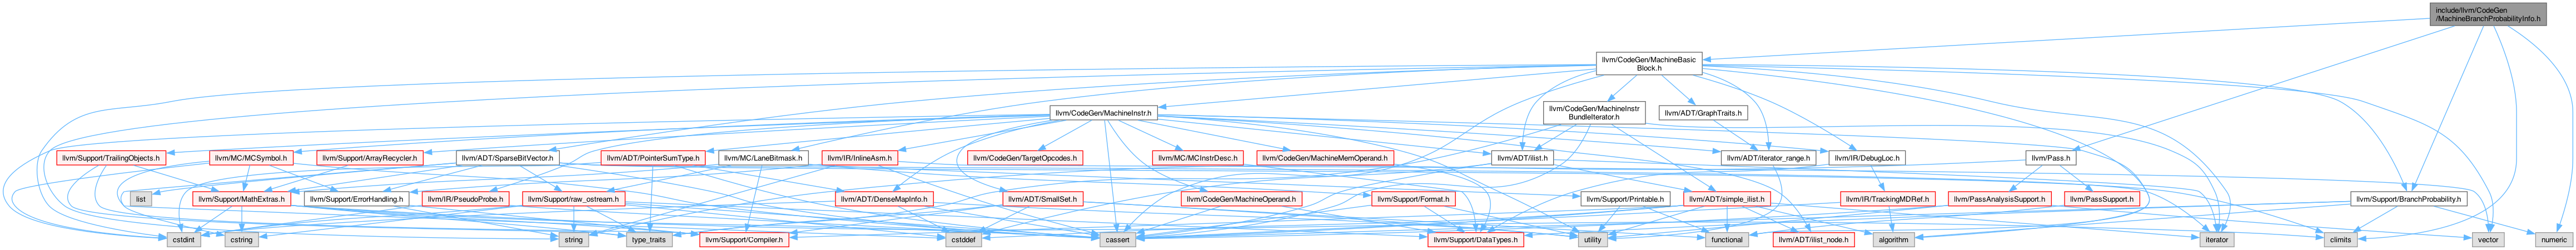 include/llvm/CodeGen
/MachineBranchProbabilityInfo.h
llvm/CodeGen/MachineBasic
Block.h
llvm/CodeGen/MachineInstr.h
llvm/CodeGen/MachineInstr
BundleIterator.h
llvm/ADT/GraphTraits.h
llvm/Support/TrailingObjects.h
llvm/MC/MCSymbol.h
llvm/Support/ArrayRecycler.h
llvm/ADT/SparseBitVector.h
llvm/ADT/PointerSumType.h
llvm/MC/LaneBitmask.h
llvm/IR/InlineAsm.h
llvm/CodeGen/TargetOpcodes.h
llvm/MC/MCInstrDesc.h
llvm/CodeGen/MachineMemOperand.h
llvm/ADT/ilist.h
llvm/ADT/iterator_range.h
llvm/IR/DebugLoc.h
llvm/Pass.h
list
llvm/Support/MathExtras.h
llvm/Support/ErrorHandling.h
llvm/IR/PseudoProbe.h
llvm/Support/raw_ostream.h
llvm/ADT/DenseMapInfo.h
llvm/ADT/SmallSet.h
llvm/CodeGen/MachineOperand.h
llvm/Support/Format.h
llvm/Support/Printable.h
llvm/ADT/simple_ilist.h
llvm/IR/TrackingMDRef.h
llvm/PassAnalysisSupport.h
llvm/PassSupport.h
llvm/Support/BranchProbability.h
cstdint
cstring
string
type_traits
llvm/Support/Compiler.h
cstddef
cassert
llvm/Support/DataTypes.h
utility
functional
llvm/ADT/ilist_node.h
algorithm
iterator
climits
vector
numeric